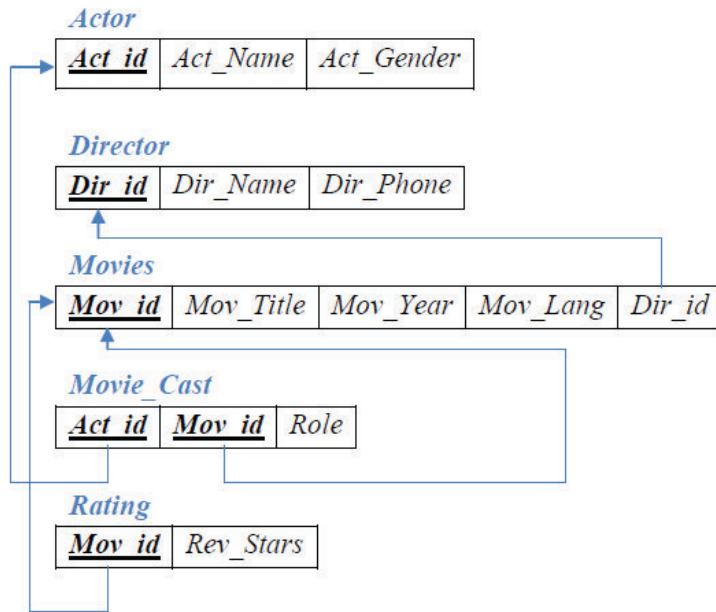 Actor
Act_id Act_Name Act_Gender
Director
Dir_id Dir_Name Dir_Phone
Movies
Mov_id Mov_Title Mov_Year Mov_Lang Dir_id
Movie_Cast
Act_id Mov_id Role
Rating
Mov_id Rev_Stars